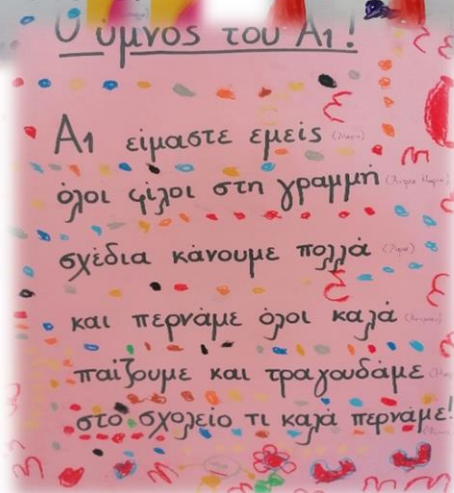 Ο ύμνος του Α1!
Α1 είμαστε εμείς (Μαρία)
όλοι φίλοι στη γραμμή
σχέδια κάνουμε πολλά
και περνάμε όλοι καλά
παίζουμε και τραγουδάμε
στο σχολείο τι καλά περνάμε!